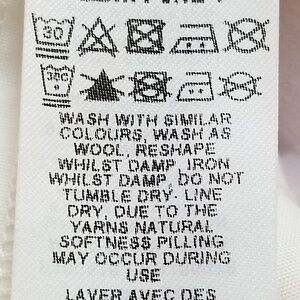 30
30C
WASH WITH SIMILAR
COLOURS, WASH AS
WOOL, RESHAPE
WHILST DAMP, IRON
WHILST DAMP, DO NOT
TUMBLE DRY- LINE
DRY, DUE TO THE
YARNS NATURAL
SOFTNESS PILLING
MAY OCCUR DURING
USE
LAVER AVEC DES